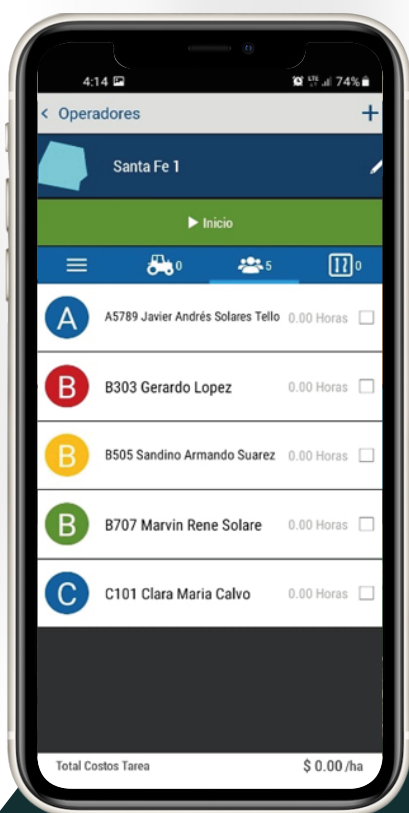 4:14 LTE 74%
< Operadores +
Santa Fe 1
Inicio
0 5 0
A A5789 Javier Andrés Solares Tello 0.00 Horas
B B303 Gerardo Lopez 0.00 Horas
B B505 Sandino Armando Suarez 0.00 Horas
B B707 Marvin Rene Solare 0.00 Horas
C C101 Clara Maria Calvo 0.00 Horas
Total Costos Tarea $ 0.00 /ha